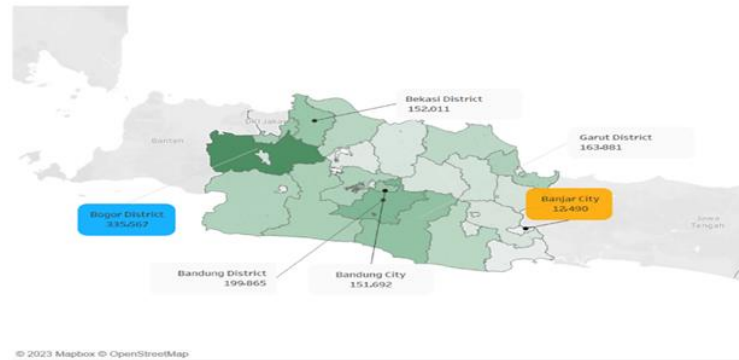 Bekasi District
152,011
DKI Jakarta
Banten
Garut District
163,881
Banjar City
12,490
Bogor District
335,567
Jawa
Tengah
Bandung District
199,865
Bandung City
151,692
© 2023 Mapbox © OpenStreetMap